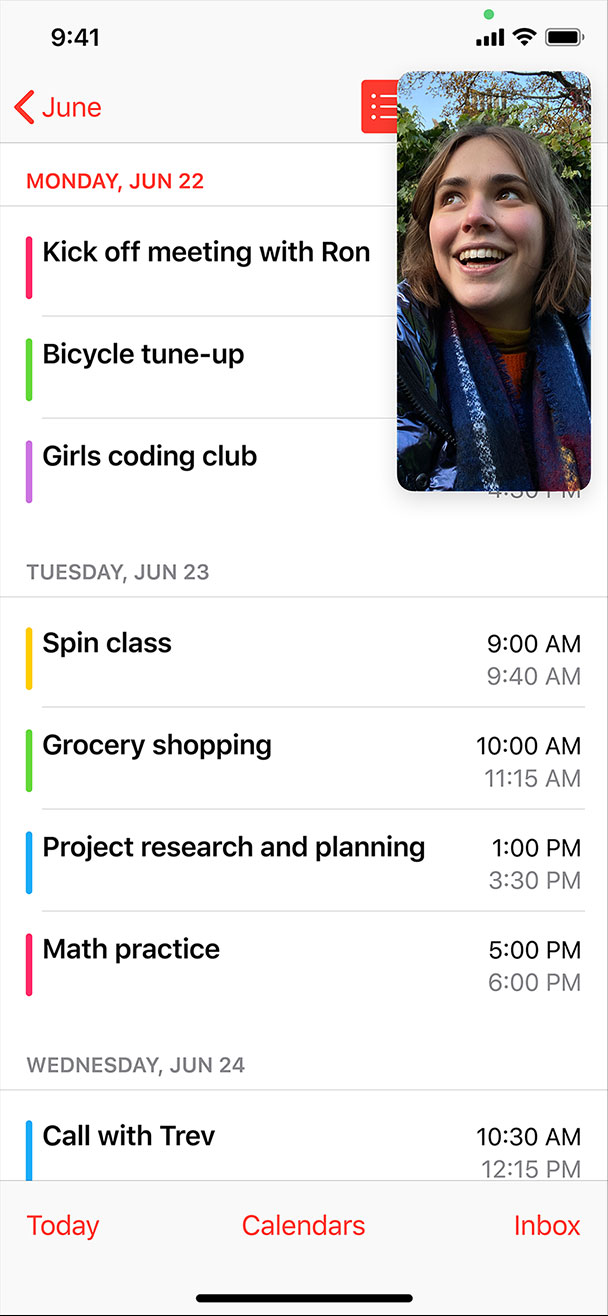 9:41
June
MONDAY, JUN 22
Kick off meeting with Ron
Bicycle tune-up
Girls coding club
4:30 PM
TUESDAY, JUN 23
Spin class
9:00 AM
9:40 AM
Grocery shopping
10:00 AM
11:15 AM
Project research and planning
1:00 PM
3:30 PM
Math practice
5:00 PM
6:00 PM
WEDNESDAY, JUN 24
Call with Trev
10:30 AM
12:15 PM
Today
Calendars
Inbox